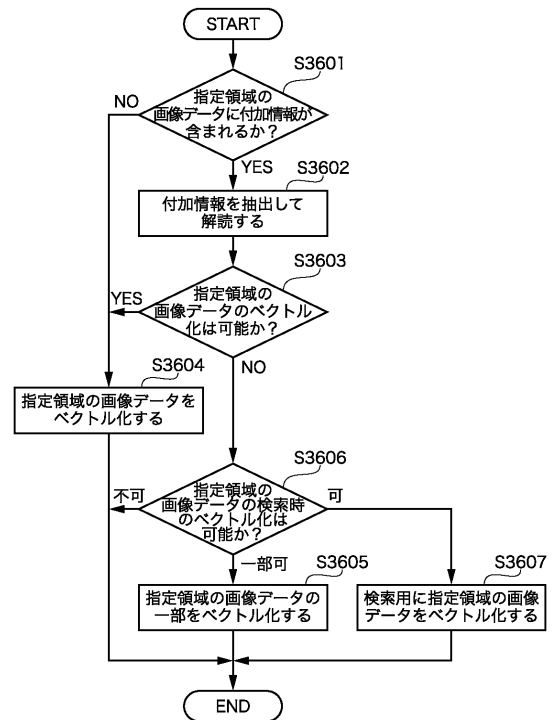 START
S3601
指定領域の
画像データに付加情報が
含まれるか？
NO
YES
S3602
付加情報を抽出して
解読する
S3603
指定領域の
画像データのベクトル
化は可能か？
YES
NO
S3604
指定領域の画像データを
ベクトル化する
S3606
指定領域の
画像データの検索時
のベクトル化は
可能か？
不可
可
一部可
S3605
指定領域の画像データの
一部をベクトル化する
S3607
検索用に指定領域の画像
データをベクトル化する
END